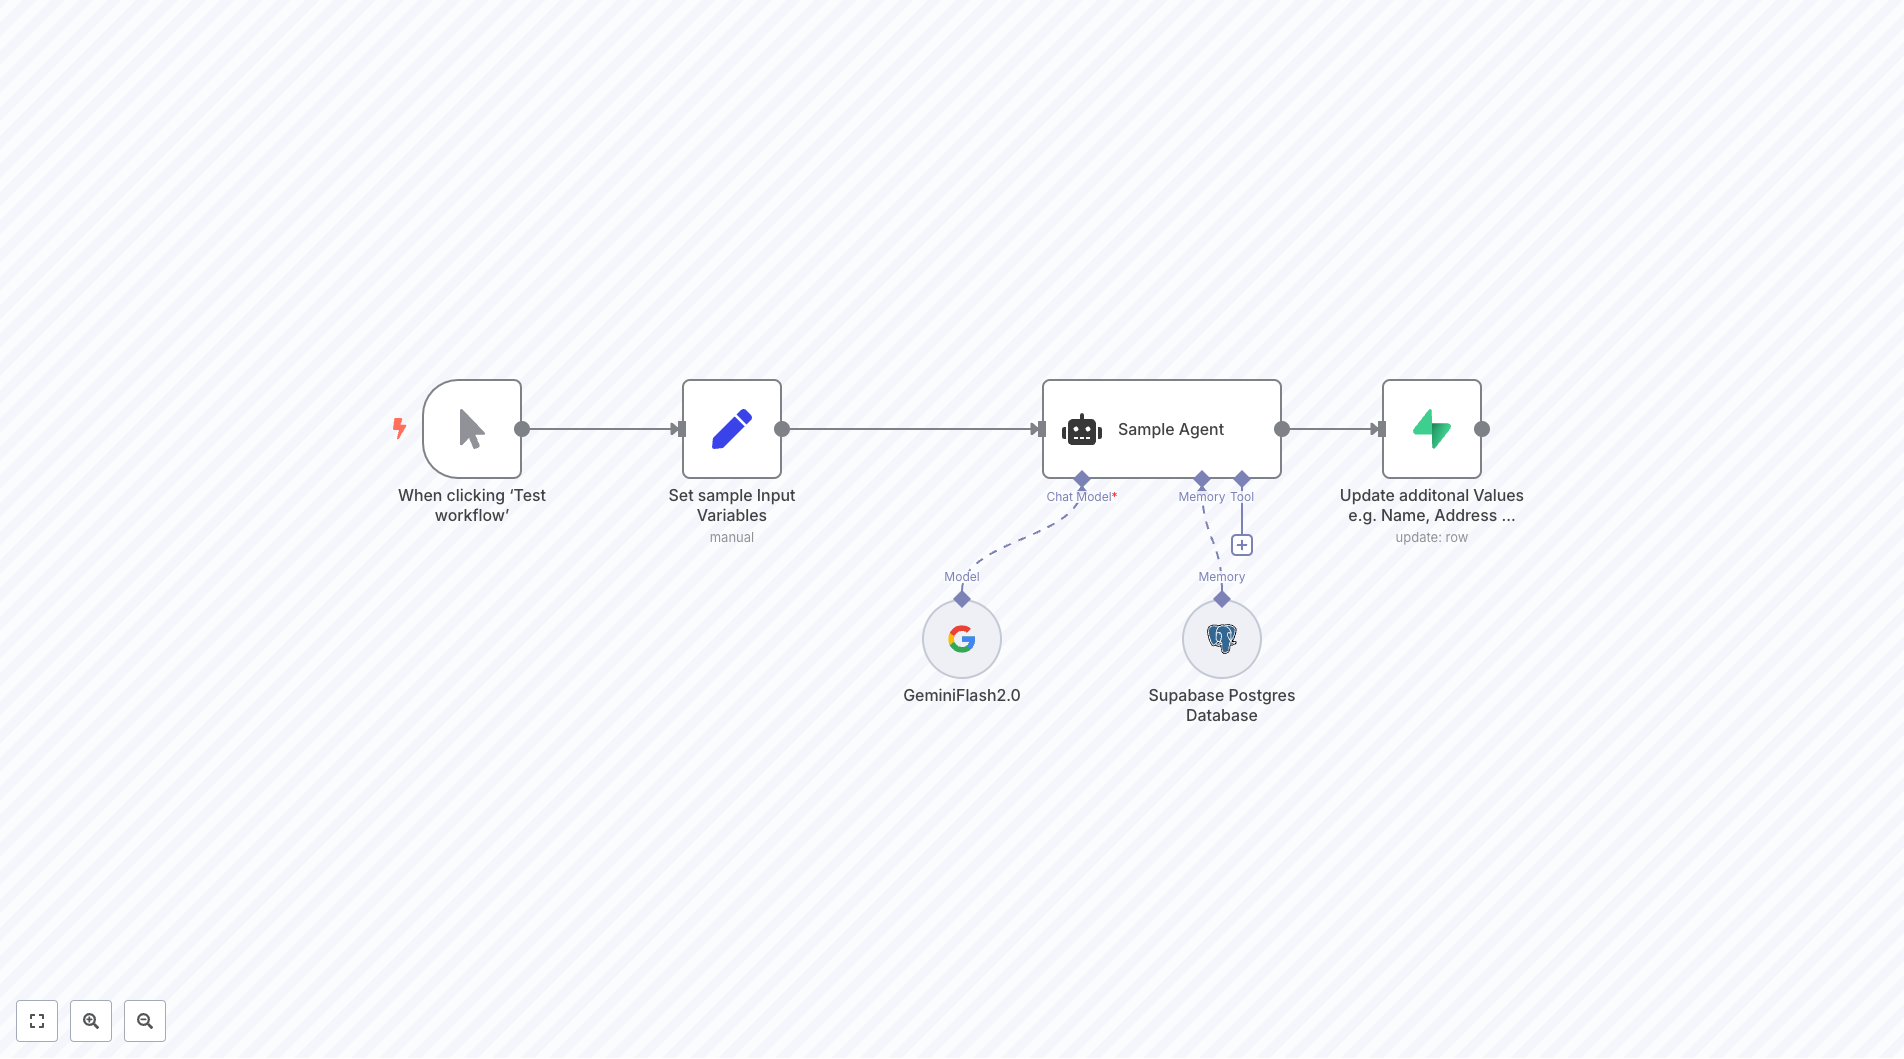 Sample Agent
When clicking ‘Test
workflow’
Set sample Input
Variables
manual
Chat Model*
Memory
Tool
Update additonal Values
e.g. Name, Address ...
update: row
Model
Memory
GeminiFlash2.0
Supabase Postgres
Database